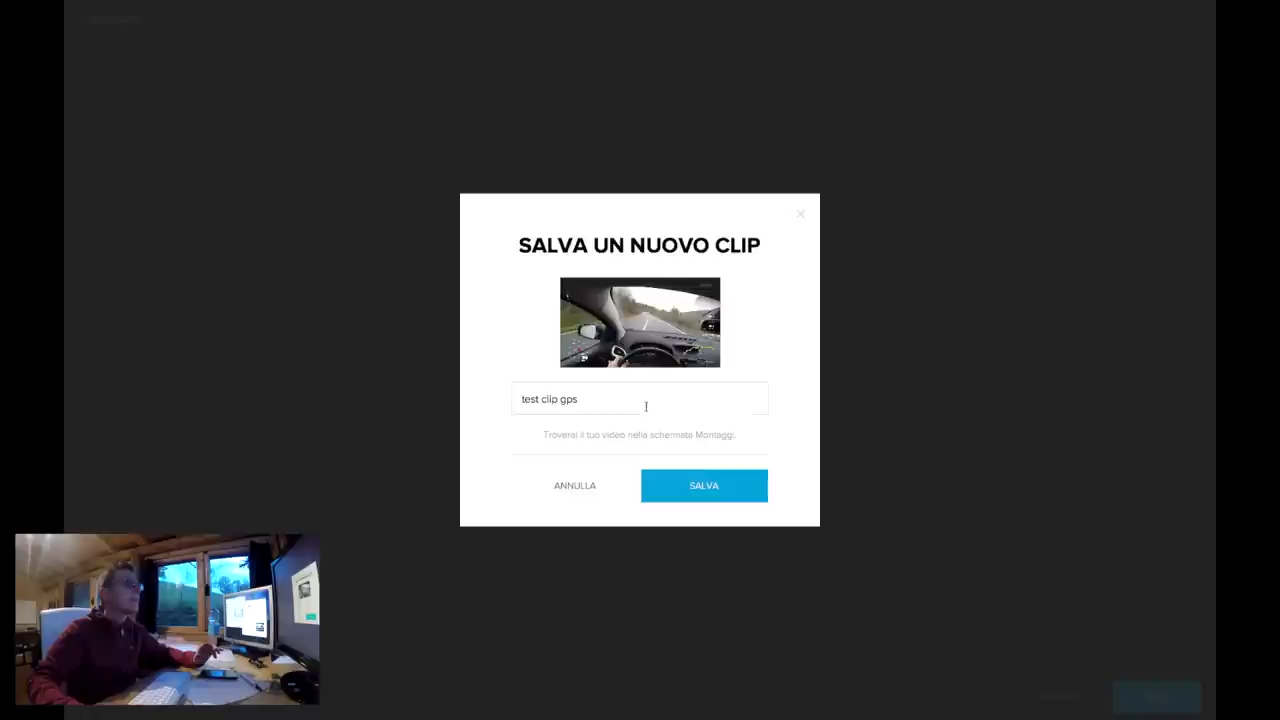 SALVA UN NUOVO CLIP
test clip gps
Troverai il tuo video nella schermata Montaggi.
ANNULLA
SALVA